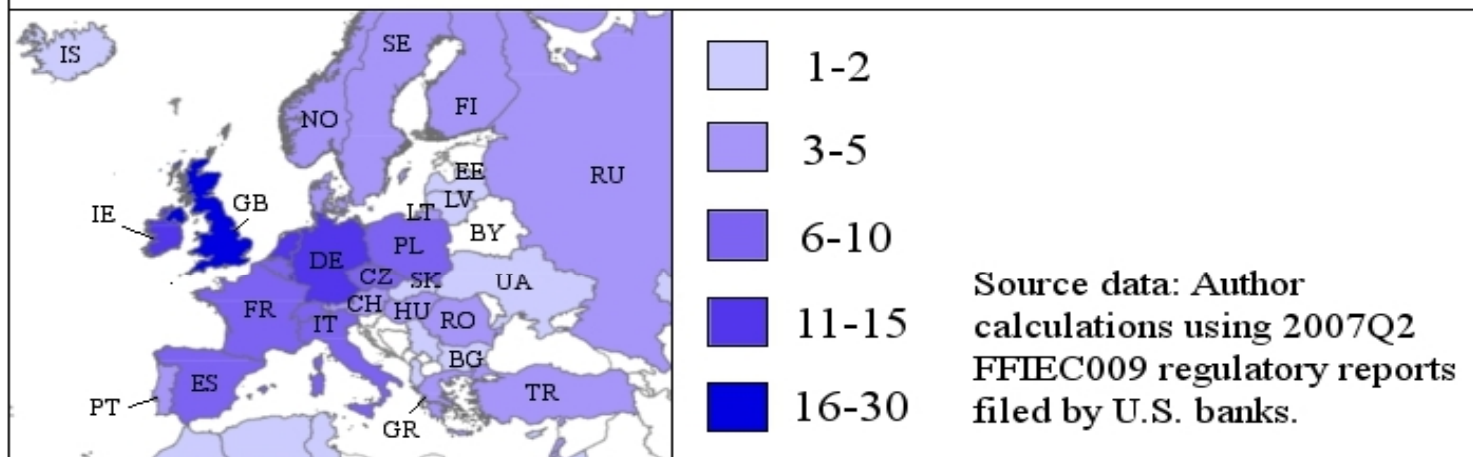 IS
SE
NO
FI
EE
RU
LV
LT
IE
GB
BY
PL
DE
CZ
SK
UA
CH
HU
FR
IT
RO
BG
ES
TR
PT
GR
1-2
3-5
6-10
11-15
16-30
Source data: Author
calculations using 2007Q2
FFIEC009 regulatory reports
filed by U.S. banks.